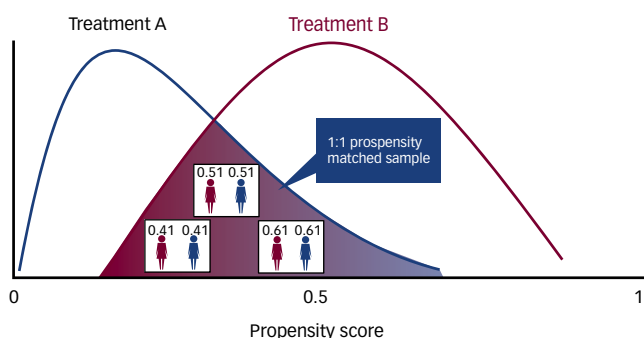 Treatment A
Treatment B
1:1 prospensity
matched sample
0.51 0.51
0.41 0.41
0.61 0.61
0
0.5
1
Propensity score